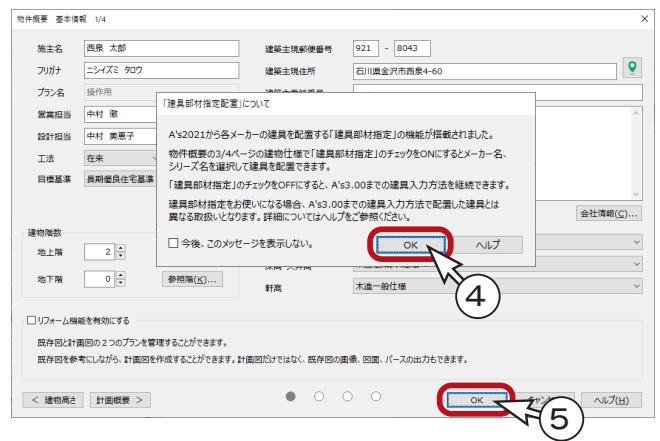 物件概要 基本情報 1/4
施主名 西泉 太郎 建築主現郵便番号 921 - 8043
フリガナ ニシイズミ タロウ 建築主現住所 石川県金沢市西泉4-60
プラン名 操作用
営業担当 中村 徹
設計担当 中村 美恵子
工法 在来
目標基準 長期優良住宅基準
会社情報(C)...
「建具部材指定配置」について
A's2021から各メーカーの建具を配置する「建具部材指定」の機能が搭載されました。
物件概要の3/4ページの建物仕様で「建具部材指定」のチェックをONにするとメーカー名、
シリーズ名を選択して建具を配置できます。
「建具部材指定」のチェックをOFFにすると、A's3.00までの建具入力方法を継続できます。
建具部材指定をお使いになる場合、A's3.00までの建具入力方法で配置した建具とは
異なる取扱いとなります。詳細についてはヘルプをご参照ください。
今後、このメッセージを表示しない。 OK ヘルプ
④
建物階数
地上階 2
地下階 0 参照階(K)...
軒高 木造一般仕様
リフォーム機能を有効にする
既存図と計画図の2つのプランを管理することができます。
既存図を参考にしながら、計画図を作成することができます。計画図だけではなく、既存図の画像、図面、パースの出力もできます。
< 建物高さ 計画概要 > OK ヘルプ(H)
⑤